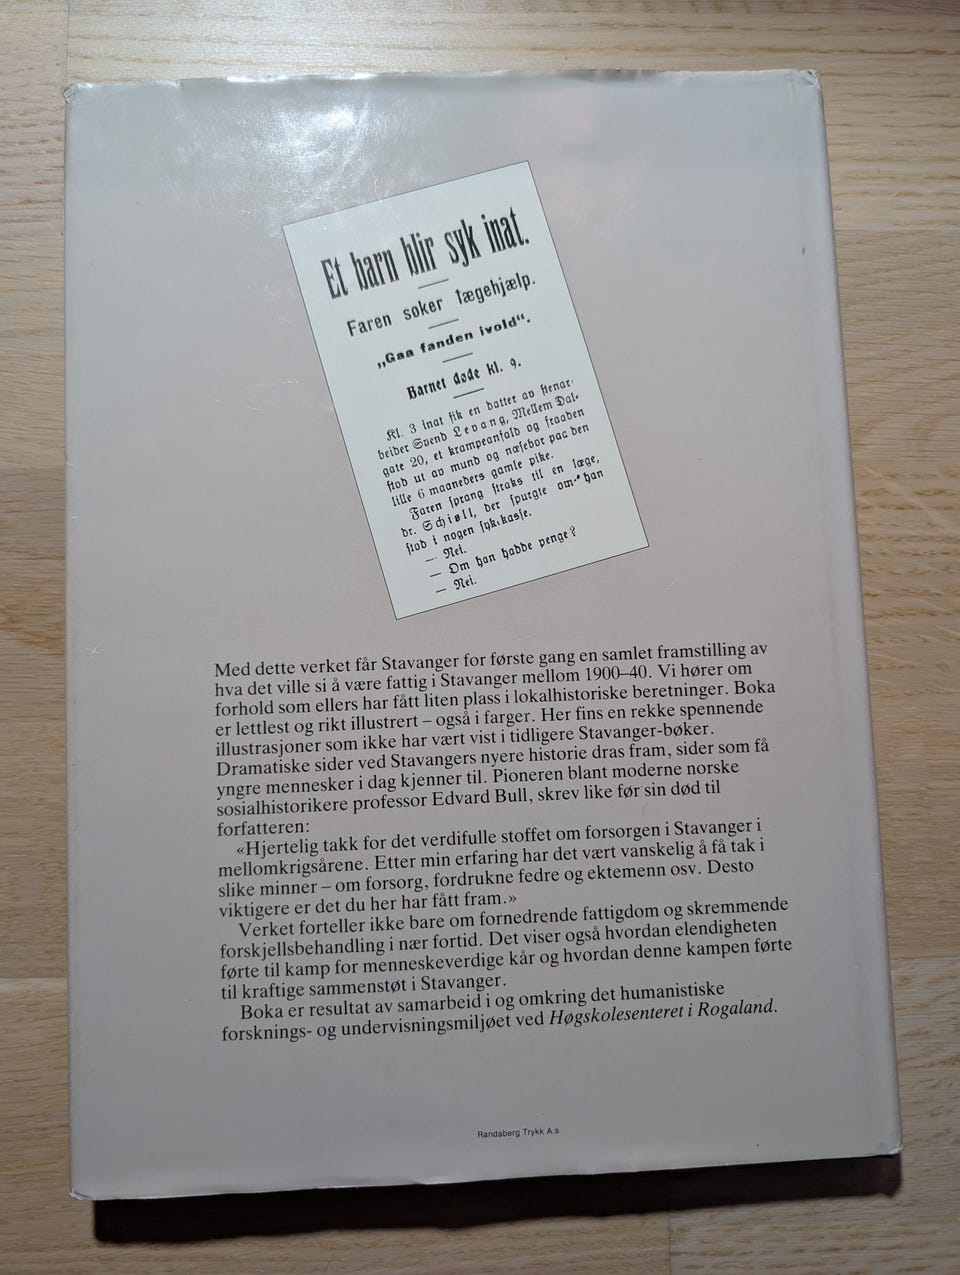 Et barn blir syk inat.
Faren søker lægehjælp.
„Gaa fanden ivold“.
Barnet døde kl. 9.
Kl. 3 inat fik en datter av stenar-
beider Svend Levang, Mellem Dal-
gate 20, et krampeanfald og fraaden
stod ut av mund og næsebor paa den
lille 6 maaneders gamle pike.
Faren sprang straks til en læge,
dr. Schiøll, der spurgte om han
stod i nogen sykekasse.
— Nei.
— Om han hadde penge?
— Nei.
Med dette verket får Stavanger for første gang en samlet framstilling av
hva det ville si å være fattig i Stavanger mellom 1900–40. Vi hører om
forhold som ellers har fått liten plass i lokalhistoriske beretninger. Boka
er lettlest og rikt illustrert – også i farger. Her fins en rekke spennende
illustrasjoner som ikke har vært vist i tidligere Stavanger-bøker.
Dramatiske sider ved Stavangers nyere historie dras fram, sider som få
yngre mennesker i dag kjenner til. Pioneren blant moderne norske
sosialhistorikere professor Edvard Bull, skrev like før sin død til
forfatteren:
«Hjertelig takk for det verdifulle stoffet om forsorgen i Stavanger i
mellomkrigsårene. Etter min erfaring har det vært vanskelig å få tak i
slike minner – om forsorg, fordrukne fedre og ektemenn osv. Desto
viktigere er det du her har fått fram.»
Verket forteller ikke bare om fornedrende fattigdom og skremmende
forskjellsbehandling i nær fortid. Det viser også hvordan elendigheten
førte til kamp for menneskeverdige kår og hvordan denne kampen førte
til kraftige sammenstøt i Stavanger.
Boka er resultat av samarbeid i og omkring det humanistiske
forsknings- og undervisningsmiljøet ved Høgskolesenteret i Rogaland.
Randaberg Trykk A.s